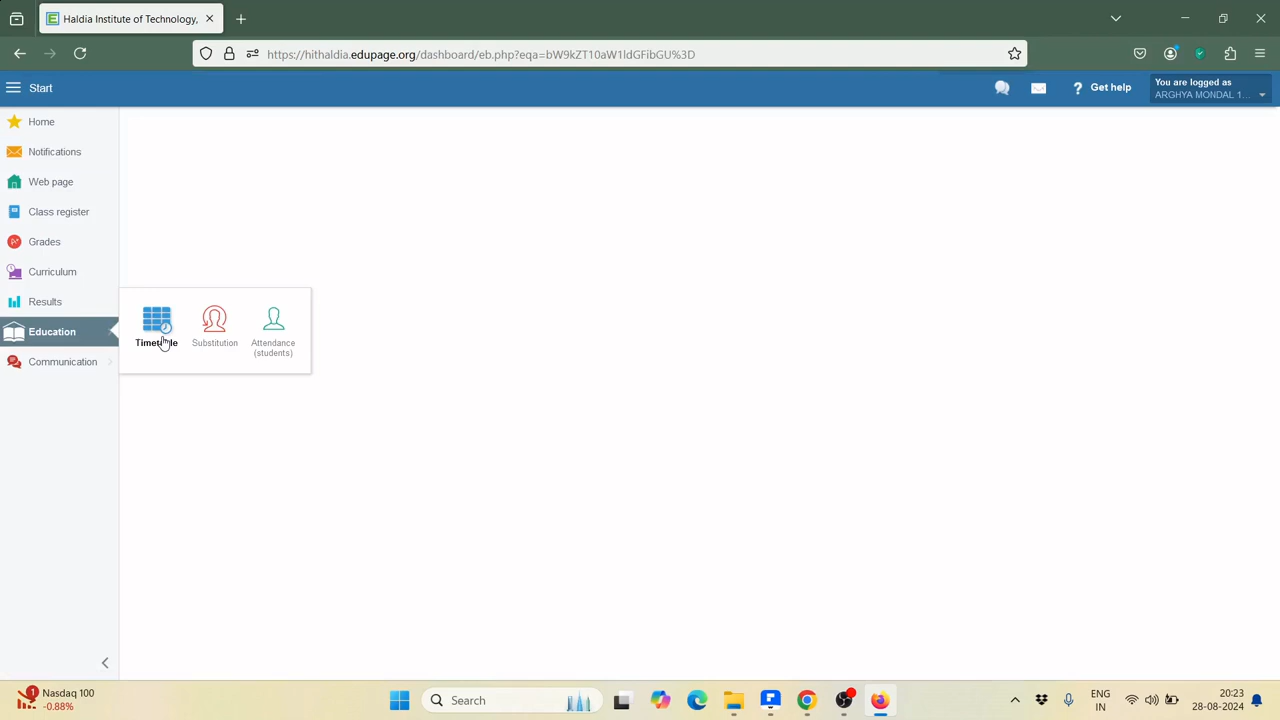 Haldia Institute of Technology,
https://hithaldia.edupage.org/dashboard/eb.php?eqa=bW9kZT10aW1ldGFibGU%3D
Start
Get help
You are logged as
ARGHYA MONDAL 1...
Home
Notifications
Web page
Class register
Grades
Curriculum
Results
Education
Communication
Timetable
Substitution
Attendance
(students)
1
Nasdaq 100
-0.88%
Search
ENG
IN
20:23
28-08-2024